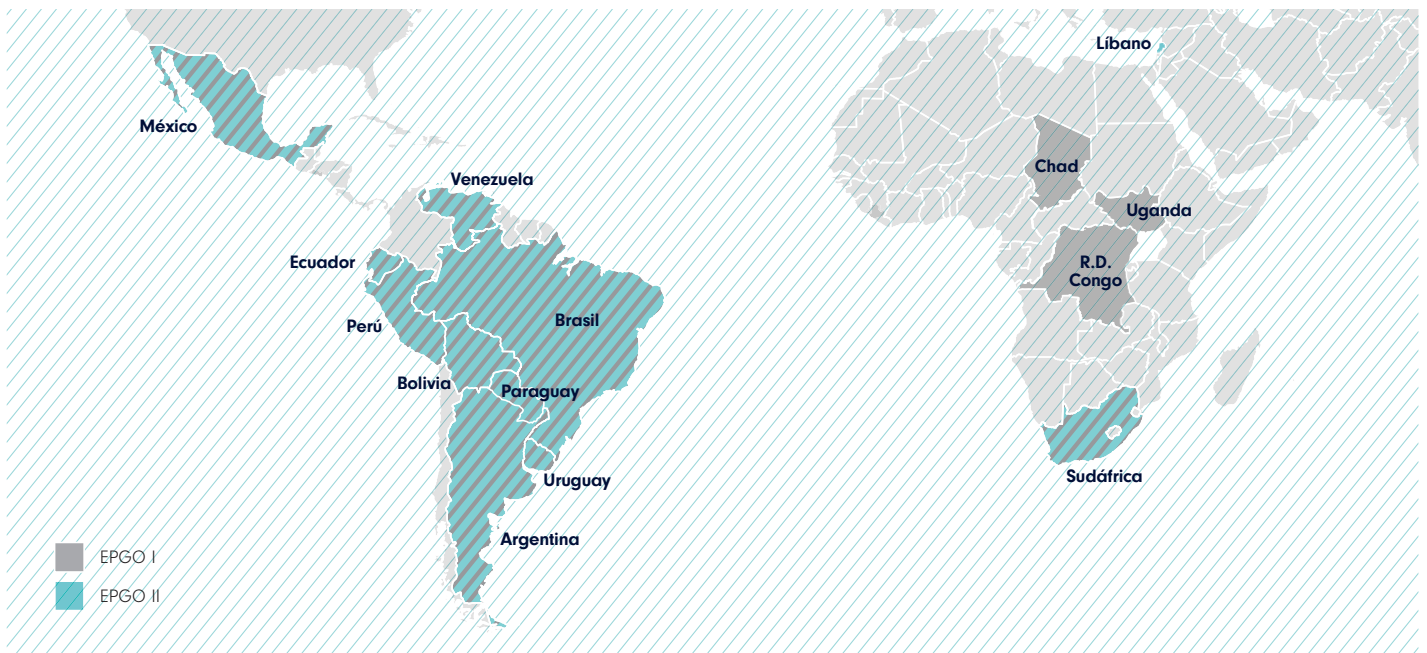 Líbano
México
Chad
Venezuela
Uganda
Ecuador
R.D.
Congo
Brasil
Perú
Bolivia
Paraguay
Sudáfrica
Uruguay
Argentina
EPGO I
EPGO II